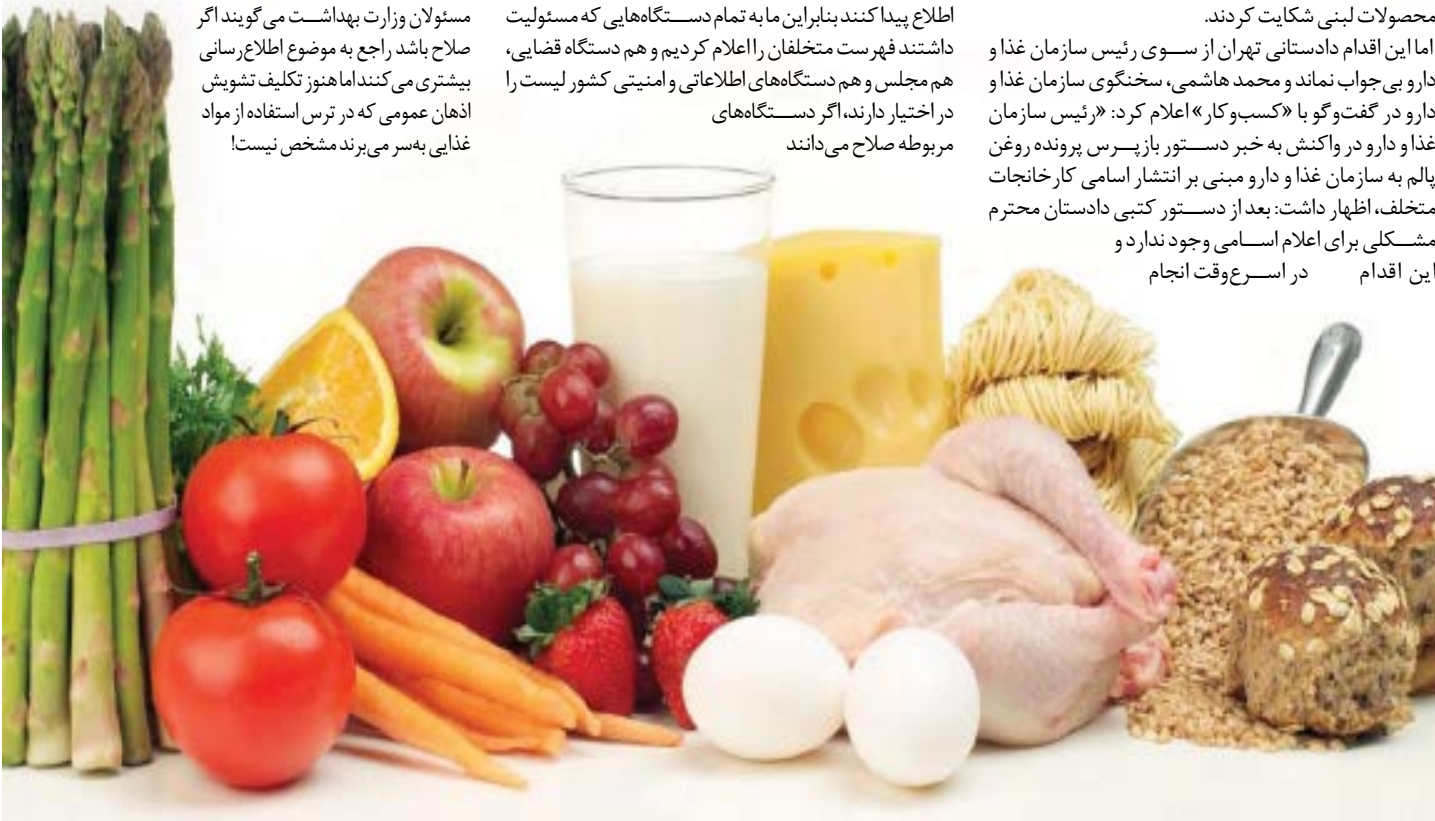 محصولات لبنی شکایت کردند.
اما این اقدام دادستانی تهران از سوی رئیس سازمان غذا و
دارو بی‌جواب نماند و محمد هاشمی، سخنگوی سازمان غذا و
دارو در گفت‌وگو با «کسب‌وکار» اعلام کرد: «رئیس سازمان
غذا و دارو در واکنش به خبر دستور بازپرس پرونده روغن
پالم به سازمان غذا و دارو مبنی بر انتشار اسامی کارخانجات
متخلف، اظهار داشت: بعد از دستور کتبی دادستان محترم
مشکلی برای اعلام اسامی وجود ندارد و
این اقدام در اسرع‌وقت انجام
اطلاع پیدا کنند بنابراین ما به تمام دستگاه‌هایی که مسئولیت
داشتند فهرست متخلفان را اعلام کردیم و هم دستگاه قضایی،
هم مجلس و هم دستگاه‌های اطلاعاتی و امنیتی کشور لیست را
در اختیار دارند، اگر دستگاه‌های
مربوطه صلاح می‌دانند
مسئولان وزارت بهداشت می‌گویند اگر
صلاح باشد راجع به موضوع اطلاع‌رسانی
بیشتری می‌کنند اما هنوز تکلیف تشویش
اذهان عمومی که در ترس استفاده از مواد
غذایی به‌سر می‌برند مشخص نیست!